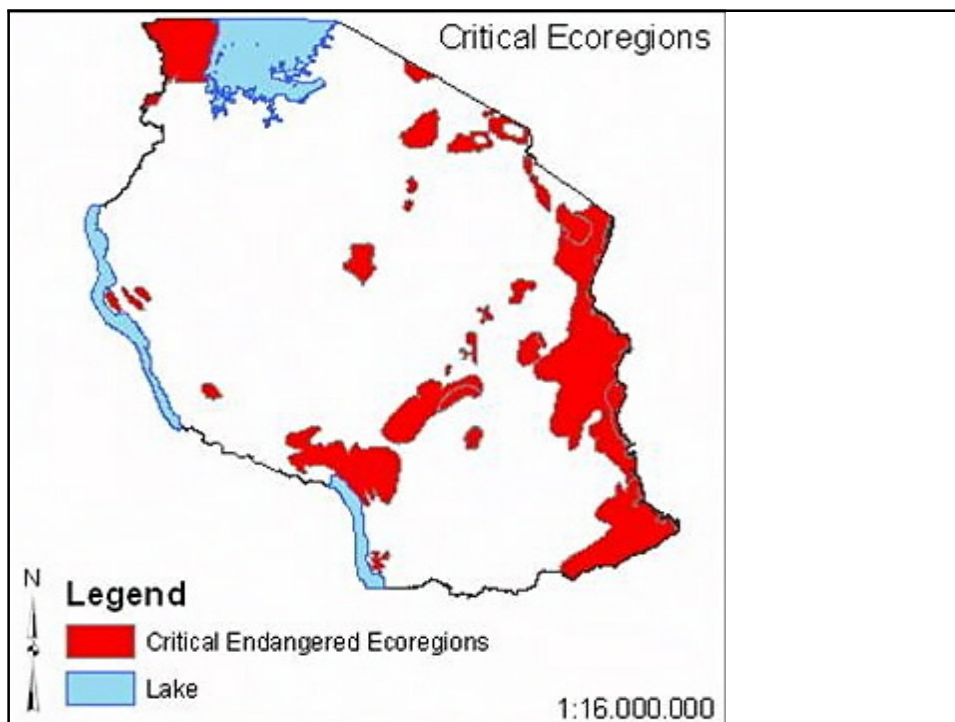 Critical Ecoregions
N
Legend
Critical Endangered Ecoregions
Lake
1:16.000.000